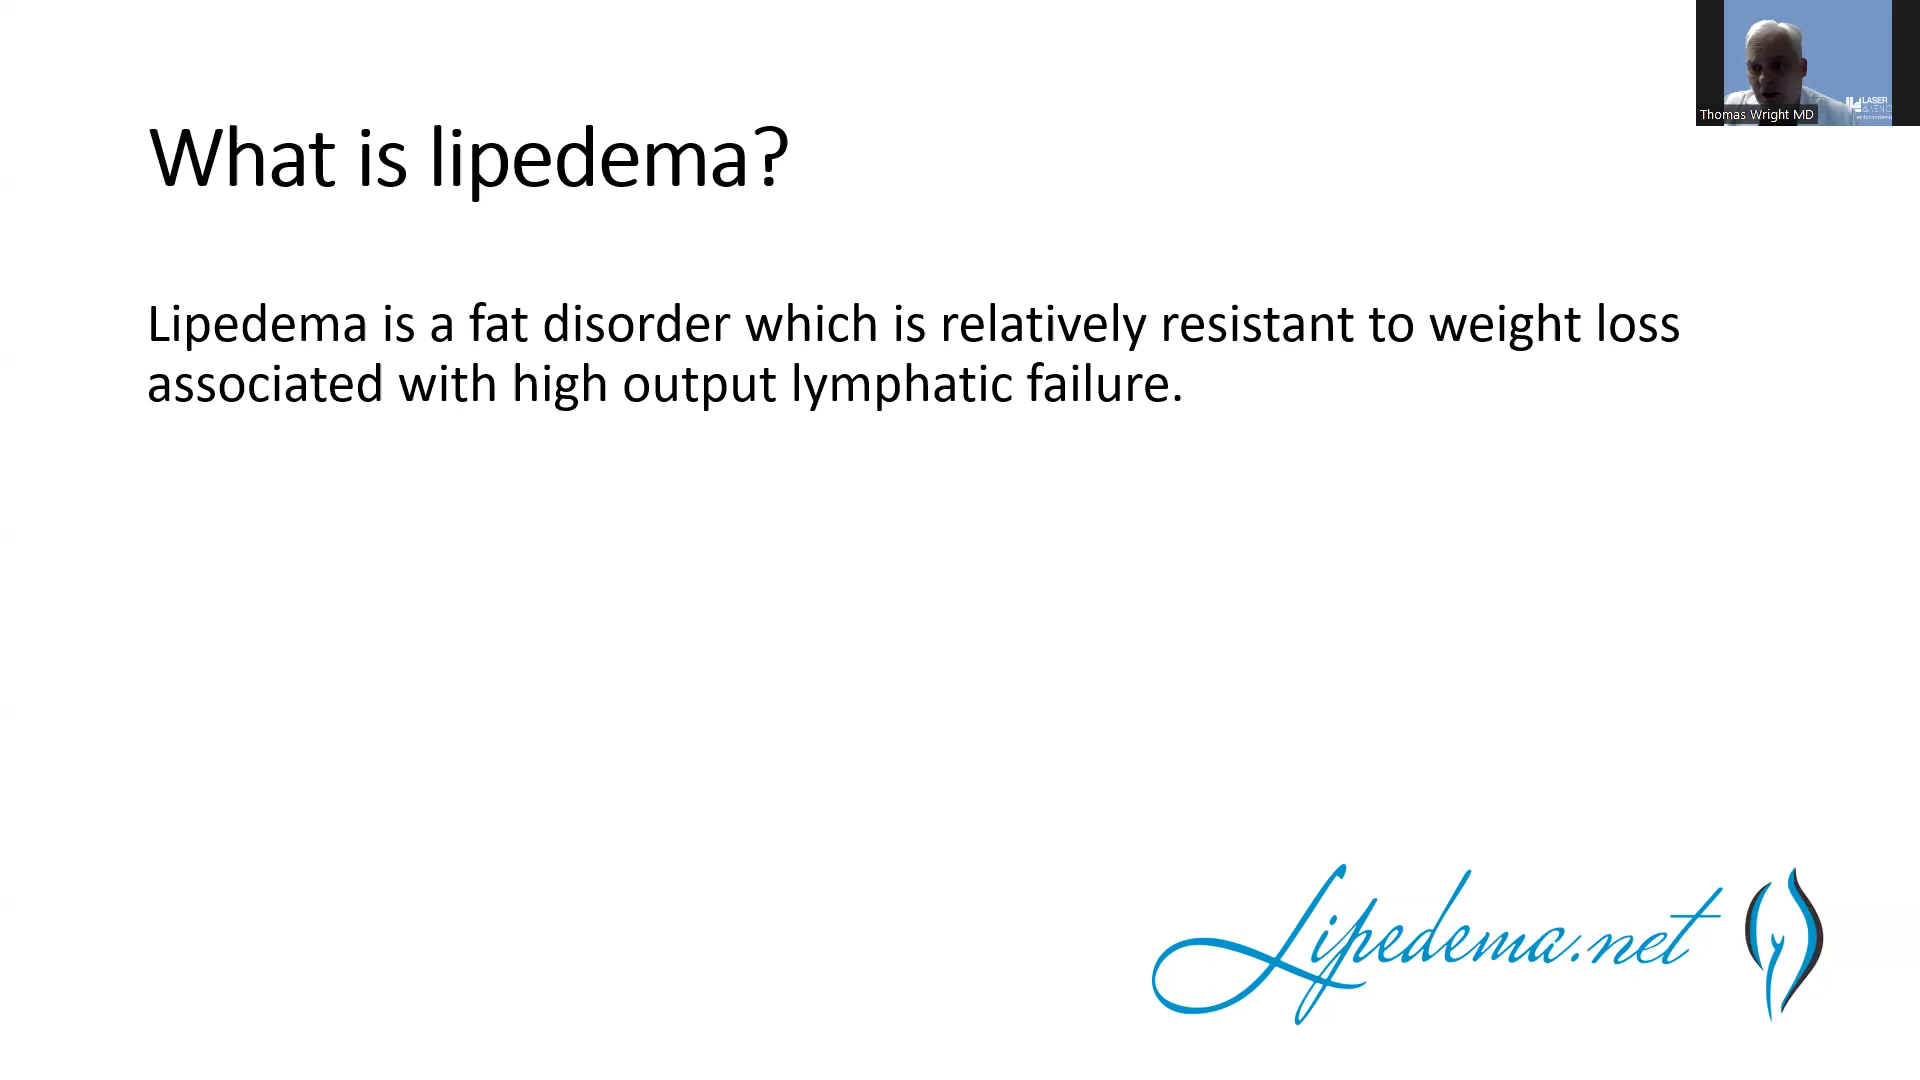 What is lipedema?
Lipedema is a fat disorder which is relatively resistant to weight loss
associated with high output lymphatic failure.
Thomas Wright MD
LASER
Lipedema.net